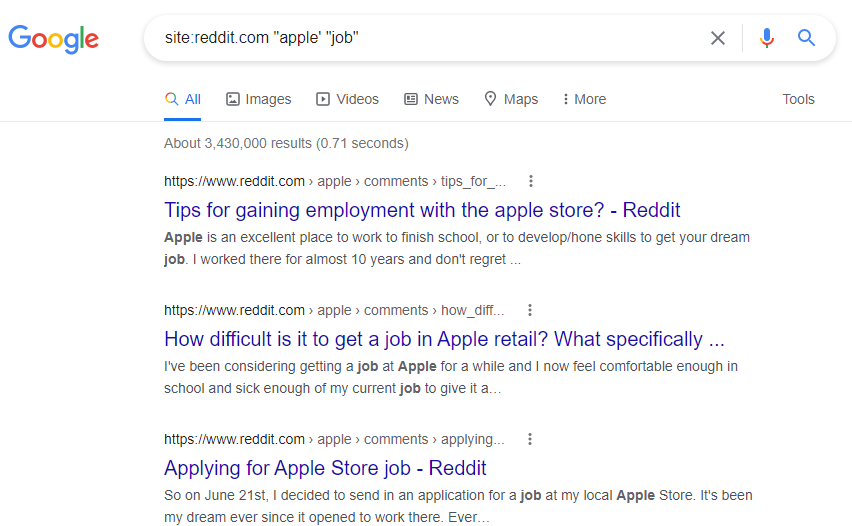 Google
site:reddit.com "apple' "job"
All Images Videos News Maps More Tools
About 3,430,000 results (0.71 seconds)
https://www.reddit.com › apple › comments › tips_for_...
Tips for gaining employment with the apple store? - Reddit
Apple is an excellent place to work to finish school, or to develop/hone skills to get your dream
job. I worked there for almost 10 years and don't regret ...
https://www.reddit.com › apple › comments › how_diff...
How difficult is it to get a job in Apple retail? What specifically ...
I've been considering getting a job at Apple for a while and I now feel comfortable enough in
school and sick enough of my current job to give it a...
https://www.reddit.com › apple › comments › applying...
Applying for Apple Store job - Reddit
So on June 21st, I decided to send in an application for a job at my local Apple Store. It's been
my dream ever since it opened to work there. Ever...